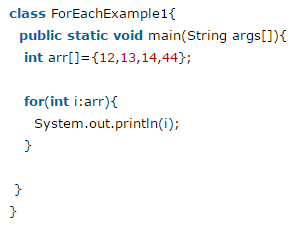 class ForEachExample1{
public static void main(String args[]){
int arr[]={12,13,14,44};
for(int i:arr){
System.out.println(i);
}
}
}